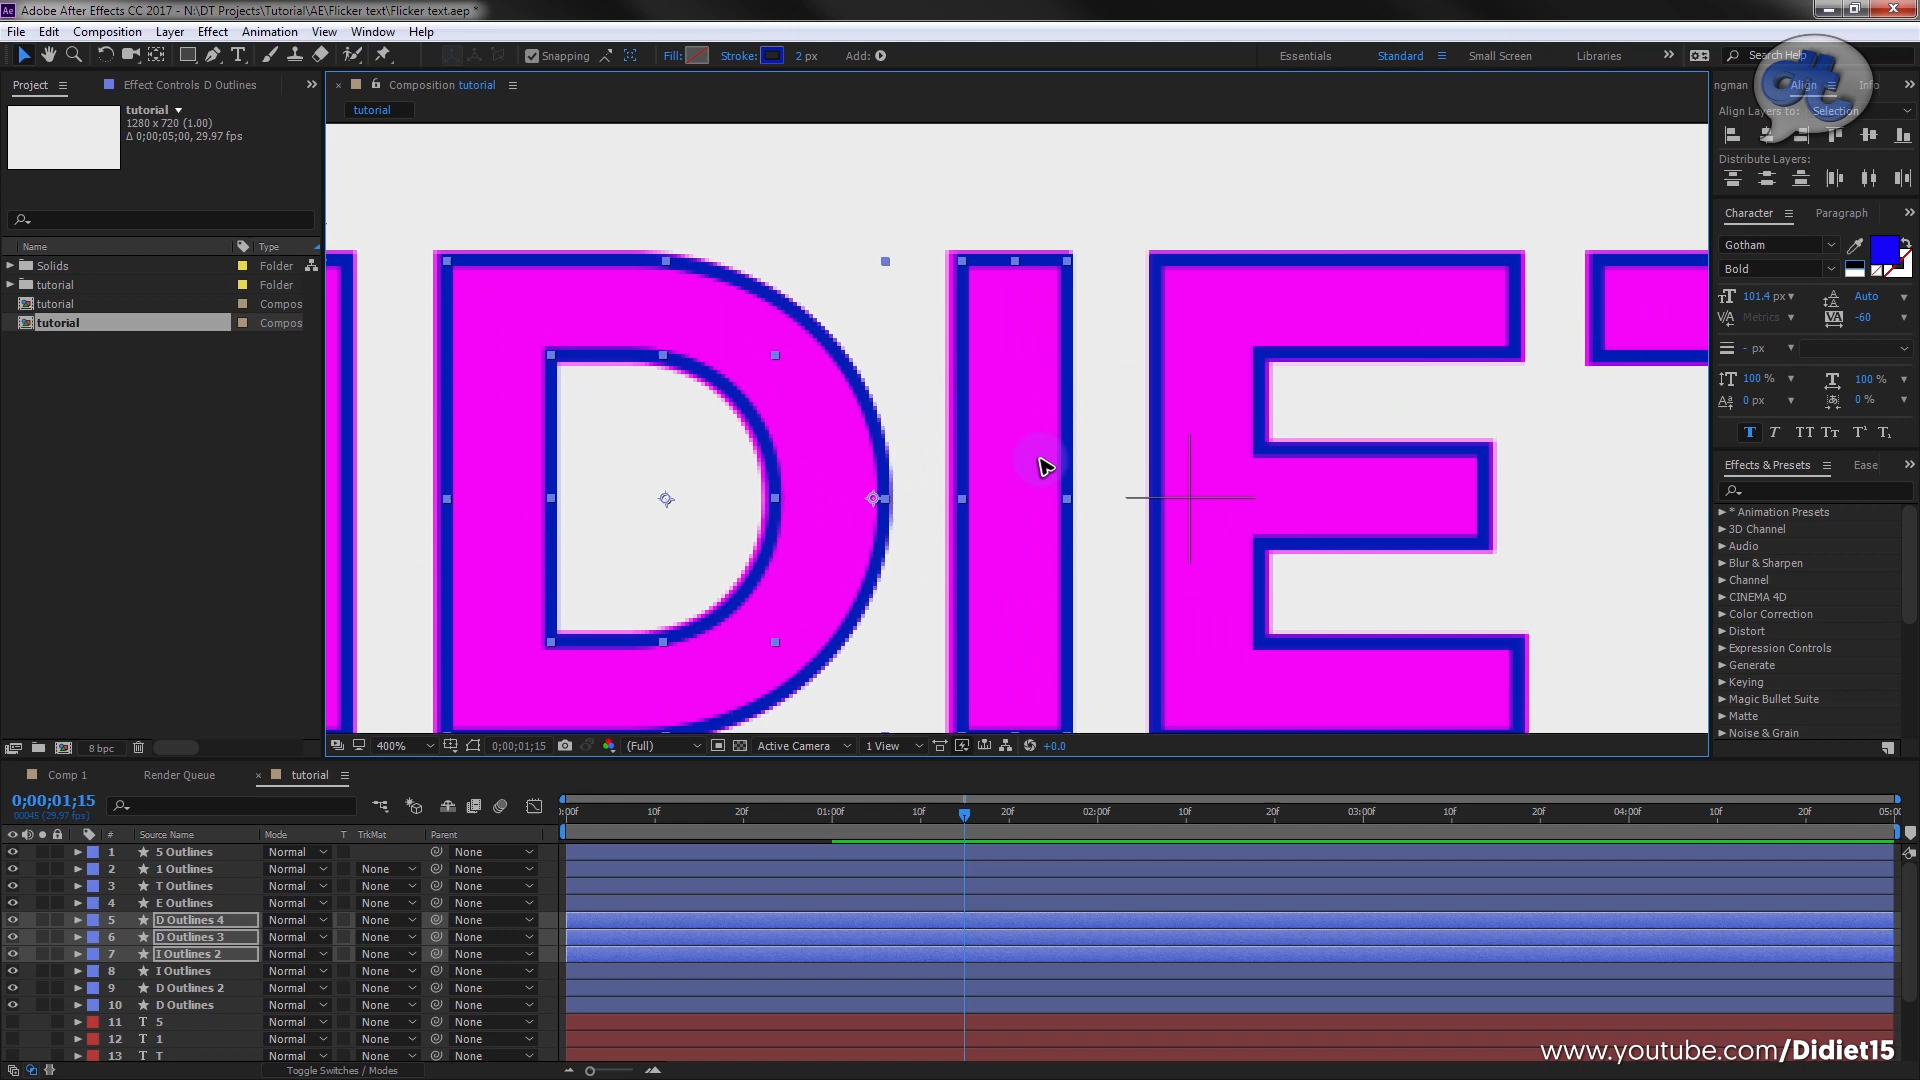 Adobe After Effects CC 2017 - N:\DT Projects\Tutorial\AE\Flicker text\Flicker text.aep *
File Edit Composition Layer Effect Animation View Window Help
Snapping Fill: Stroke: 2 px Add: Essentials Standard Small Screen Libraries Search Help
Project Effect Controls D Outlines
tutorial
1280 x 720 (1.00)
Δ 0;00;05;00, 29.97 fps
Name Type
Solids Folder
tutorial Folder
tutorial Compos
tutorial Compos
8 bpc
Composition tutorial
tutorial
DIE
400% 0;00;01;15 (Full) Active Camera 1 View +0.0
ngman Align Info
dt
Align Layers to: Selection
Distribute Layers:
Character Paragraph
Gotham
Bold
101.4 px Auto
Metrics -60
- px
100 % 100 %
0 px 0 %
T T TT Tr T¹ T₁
Effects & Presets Ease
* Animation Presets
3D Channel
Audio
Blur & Sharpen
Channel
CINEMA 4D
Color Correction
Distort
Expression Controls
Generate
Keying
Magic Bullet Suite
Matte
Noise & Grain
Comp 1 Render Queue tutorial
0;00;01;15
00045 (29.97 fps)
:00f 10f 20f 01:00f 10f 20f 02:00f 10f 20f 03:00f 10f 20f 04:00f 10f 20f 05:00
# Source Name Mode T TrkMat Parent
1 5 Outlines Normal None
2 1 Outlines Normal None None
3 T Outlines Normal None None
4 E Outlines Normal None None
5 D Outlines 4 Normal None None
6 D Outlines 3 Normal None None
7 I Outlines 2 Normal None None
8 I Outlines Normal None None
9 D Outlines 2 Normal None None
10 D Outlines Normal None None
11 T 5 Normal None None
12 T 1 Normal None None
13 T T Normal None None
Toggle Switches / Modes
www.youtube.com/Didiet15